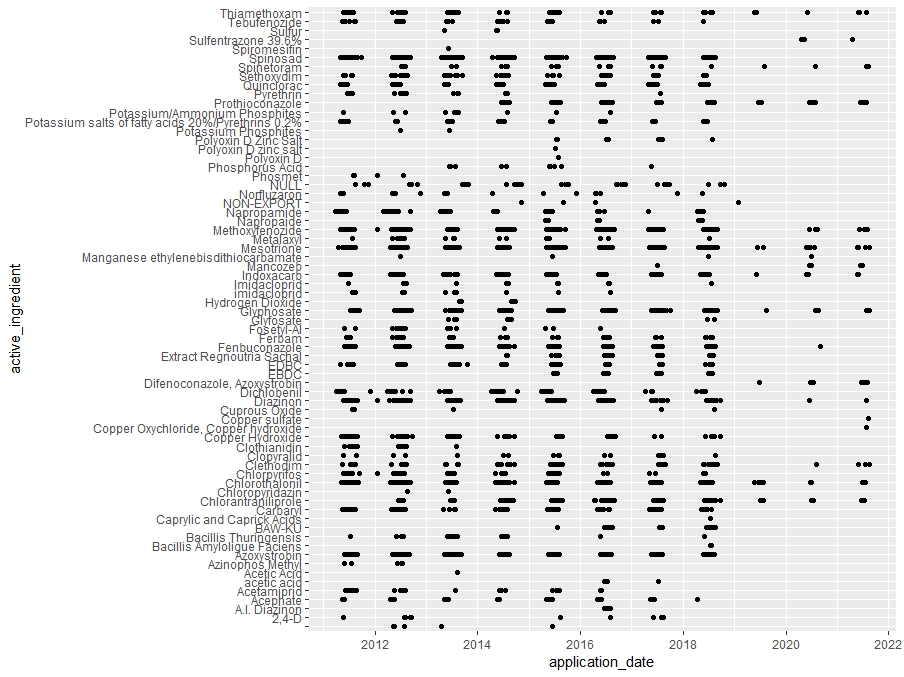 Thiamethoxam
Tebufenozide
Sulfur
Sulfentrazone 39.6%
Spiromesifin
Spinosad
Spinetoram
Sethoxydim
Quinclorac
Pyrethrin
Prothioconazole
Potassium/Ammonium Phosphites
Potassium salts of fatty acids 20%/Pyrethrins 0.2%
Potassium Phosphites
Polyoxin D Zinc Salt
Polyoxin D zinc salt
Polyoxin D
Phosphorus Acid
Phosmet
NULL
Norfluzaron
NON-EXPORT
Napropamide
Napropaide
Methoxyfenozide
Metalaxyl
Mesotrione
Manganese ethylenebisdithiocarbamate
Mancozeb
Indoxacarb
Imidacloprid
imidacloprid
Hydrogen Dioxide
Glyphosate
Glyfosate
Fosetyl-Al
Ferbam
Fenbuconazole
Extract Regnoutria Sachal
EDBC
EBDC
Difenoconazole, Azoxystrobin
Dichlobenil
Diazinon
Cuprous Oxide
Copper sulfate
Copper Oxychloride, Copper hydroxide
Copper Hydroxide
Clothianidin
Clopyralid
Clethodim
Chlorpyrifos
Chlorothalonil
Chloropyridazin
Chlorantraniliprole
Carbaryl
Caprylic and Caprick Acids
BAW-KU
Bacillis Thuringensis
Bacillis Amyloligue Faciens
Azoxystrobin
Azinophos Methyl
Acetic Acid
acetic acid
Acetamiprid
Acephate
A.I. Diazinon
2,4-D
active_ingredient
2012 2014 2016 2018 2020 2022
application_date